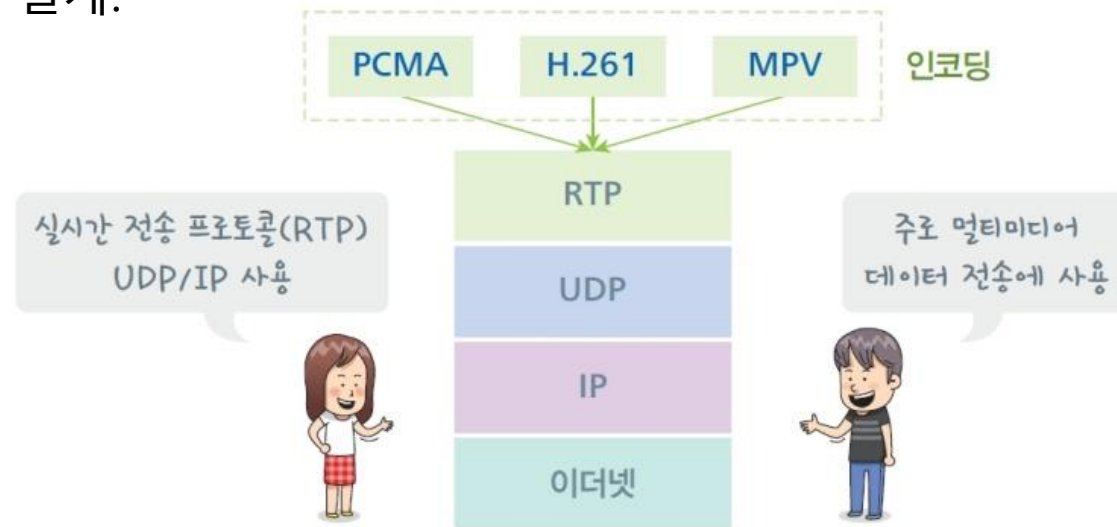 설계.
PCMA H.261 MPV 인코딩
RTP
실시간 전송 프로토콜(RTP)
UDP/IP 사용
주로 멀티미디어
데이터 전송에 사용
UDP
IP
이더넷